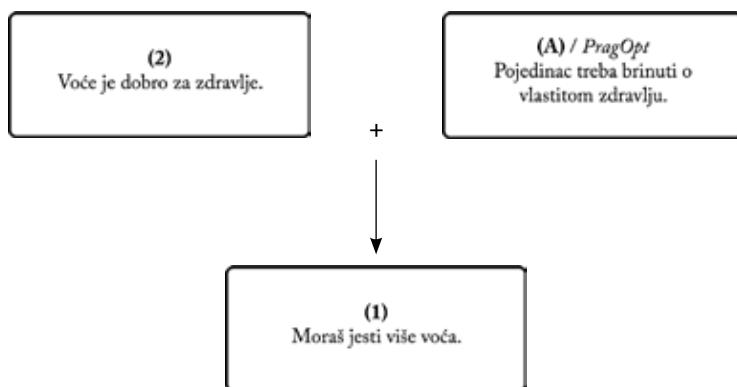 (2)
Voće je dobro za zdravlje.
(A) / PragOpt
Pojedinac treba brinuti o
vlastitom zdravlju.
+
(1)
Moraš jesti više voća.